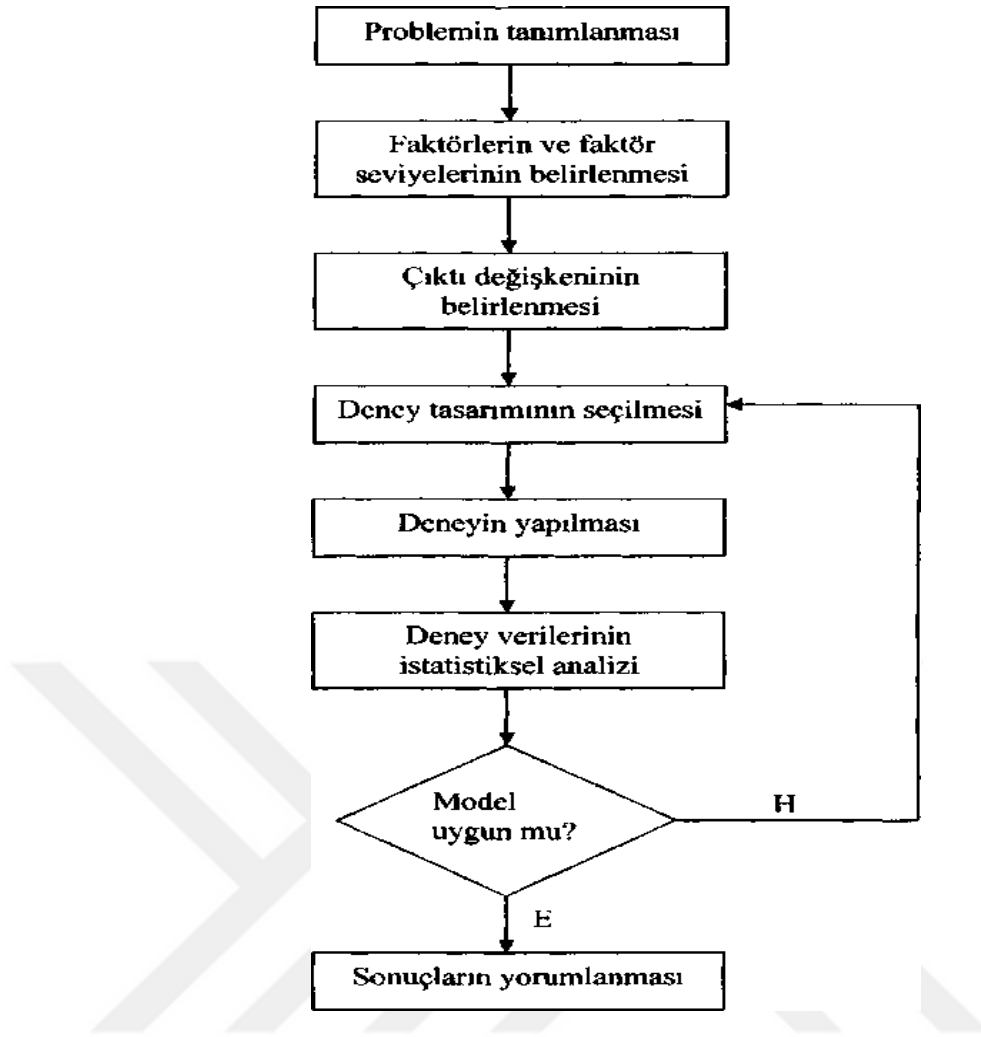 Problemin tanımlanması
Faktörlerin ve faktör
seviyelerinin belirlenmesi
Çıktı değişkeninin
belirlenmesi
Deney tasarımının seçilmesi
Deneyin yapılması
Deney verilerinin
istatistiksel analizi
Model
uygun mu?
H
E
Sonuçların yorumlanması